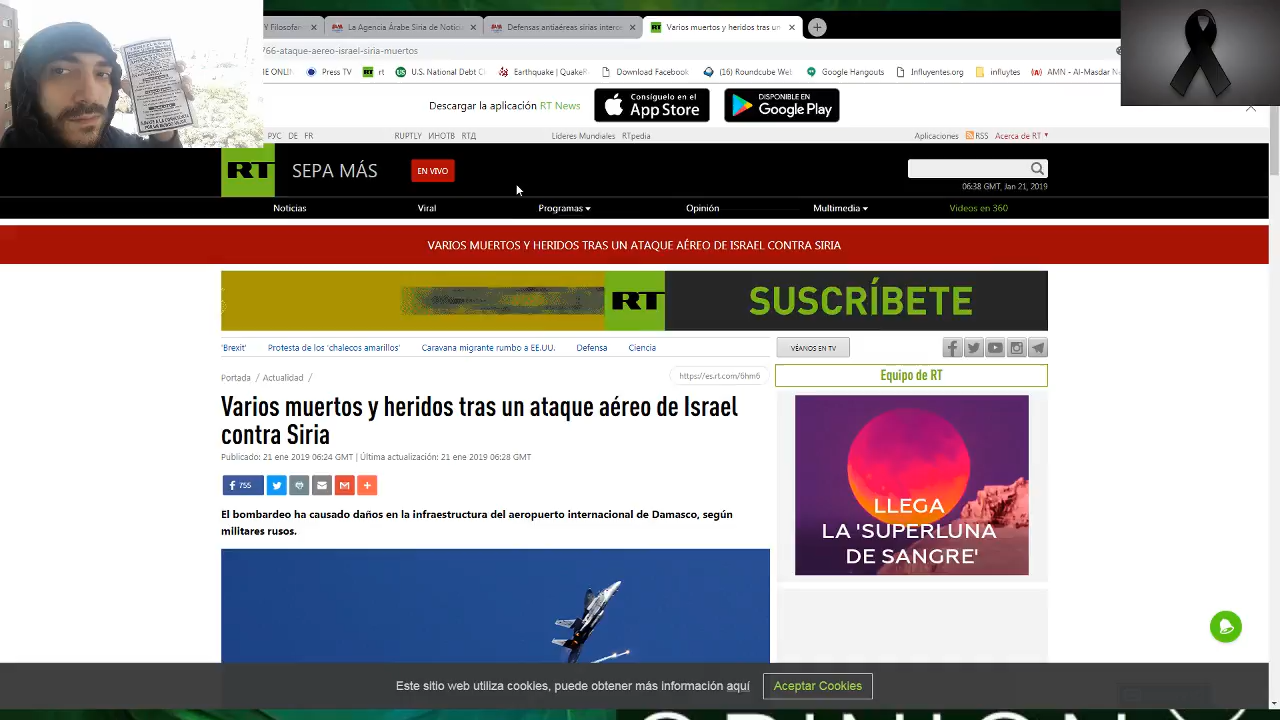 Y Filosofar
La Agencia Árabe Siria de Notic
Defensas antiaéreas sirias interc
Varios muertos y heridos tras un
766-ataque-aereo-israel-siria-muertos
NE ONLIN
Press TV
rt
U.S. National Debt C
Earthquake | QuakeR
Download Facebook
(16) Roundcube We
Google Hangouts
Influyentes.org
influytes
AMN - Al-Masdar N
Descargar la aplicación RT News
Consíguelo en el
App Store
DISPONIBLE EN
Google Play
РУС DE FR
RUPTLY ИНОТВ РТД
Líderes Mundiales RTpedia
Aplicaciones RSS Acerca de RT
RT SEPA MÁS
EN VIVO
06:38 GMT, Jan 21, 2019
Noticias
Viral
Programas
Opinión
Multimedia
Videos en 360
VARIOS MUERTOS Y HERIDOS TRAS UN ATAQUE AÉREO DE ISRAEL CONTRA SIRIA
RT SUSCRÍBETE
'Brexit'
Protesta de los 'chalecos amarillos'
Caravana migrante rumbo a EE.UU.
Defensa
Ciencia
VÉANOS EN TV
Portada / Actualidad /
https://es.rt.com/6hm6
Equipo de RT
Varios muertos y heridos tras un ataque aéreo de Israel
contra Siria
Publicado: 21 ene 2019 06:24 GMT | Última actualización: 21 ene 2019 06:28 GMT
755
El bombardeo ha causado daños en la infraestructura del aeropuerto internacional de Damasco, según
militares rusos.
LLEGA
LA 'SUPERLUNA
DE SANGRE'
Este sitio web utiliza cookies, puede obtener más información aquí
Aceptar Cookies